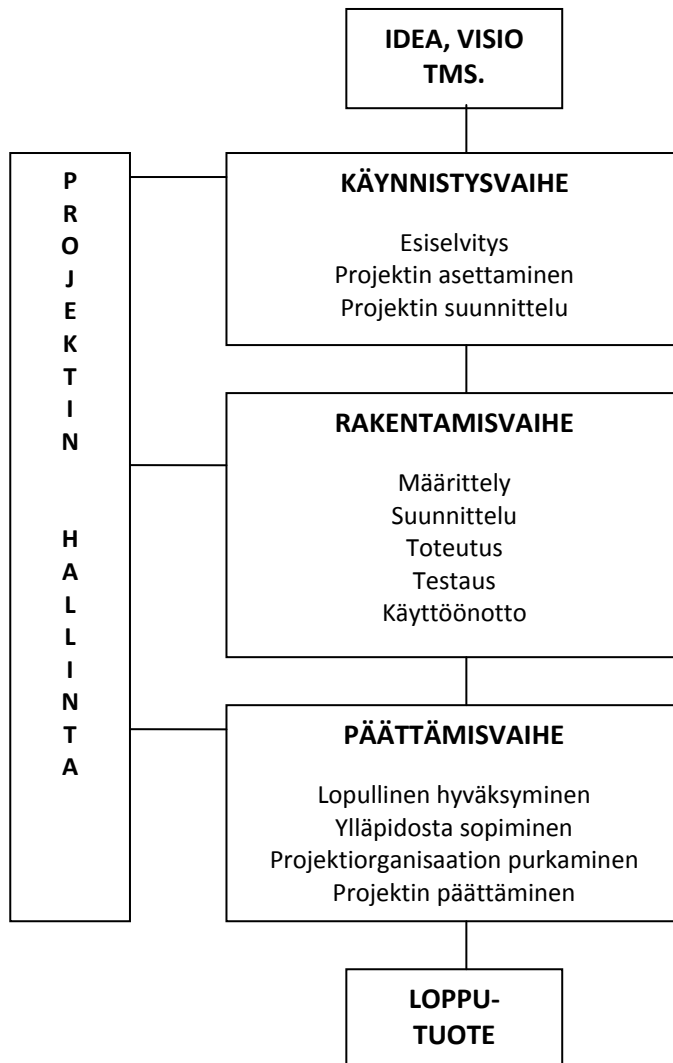 IDEA, VISIO
TMS.
P
R
O
J
E
K
T
I
N
H
A
L
L
I
N
T
A
KÄYNNISTYSVAIHE
Esiselvitys
Projektin asettaminen
Projektin suunnittelu
RAKENTAMISVAIHE
Määrittely
Suunnittelu
Toteutus
Testaus
Käyttöönotto
PÄÄTTÄMISVAIHE
Lopullinen hyväksyminen
Ylläpidosta sopiminen
Projektiorganisaation purkaminen
Projektin päättäminen
LOPPU-
TUOTE